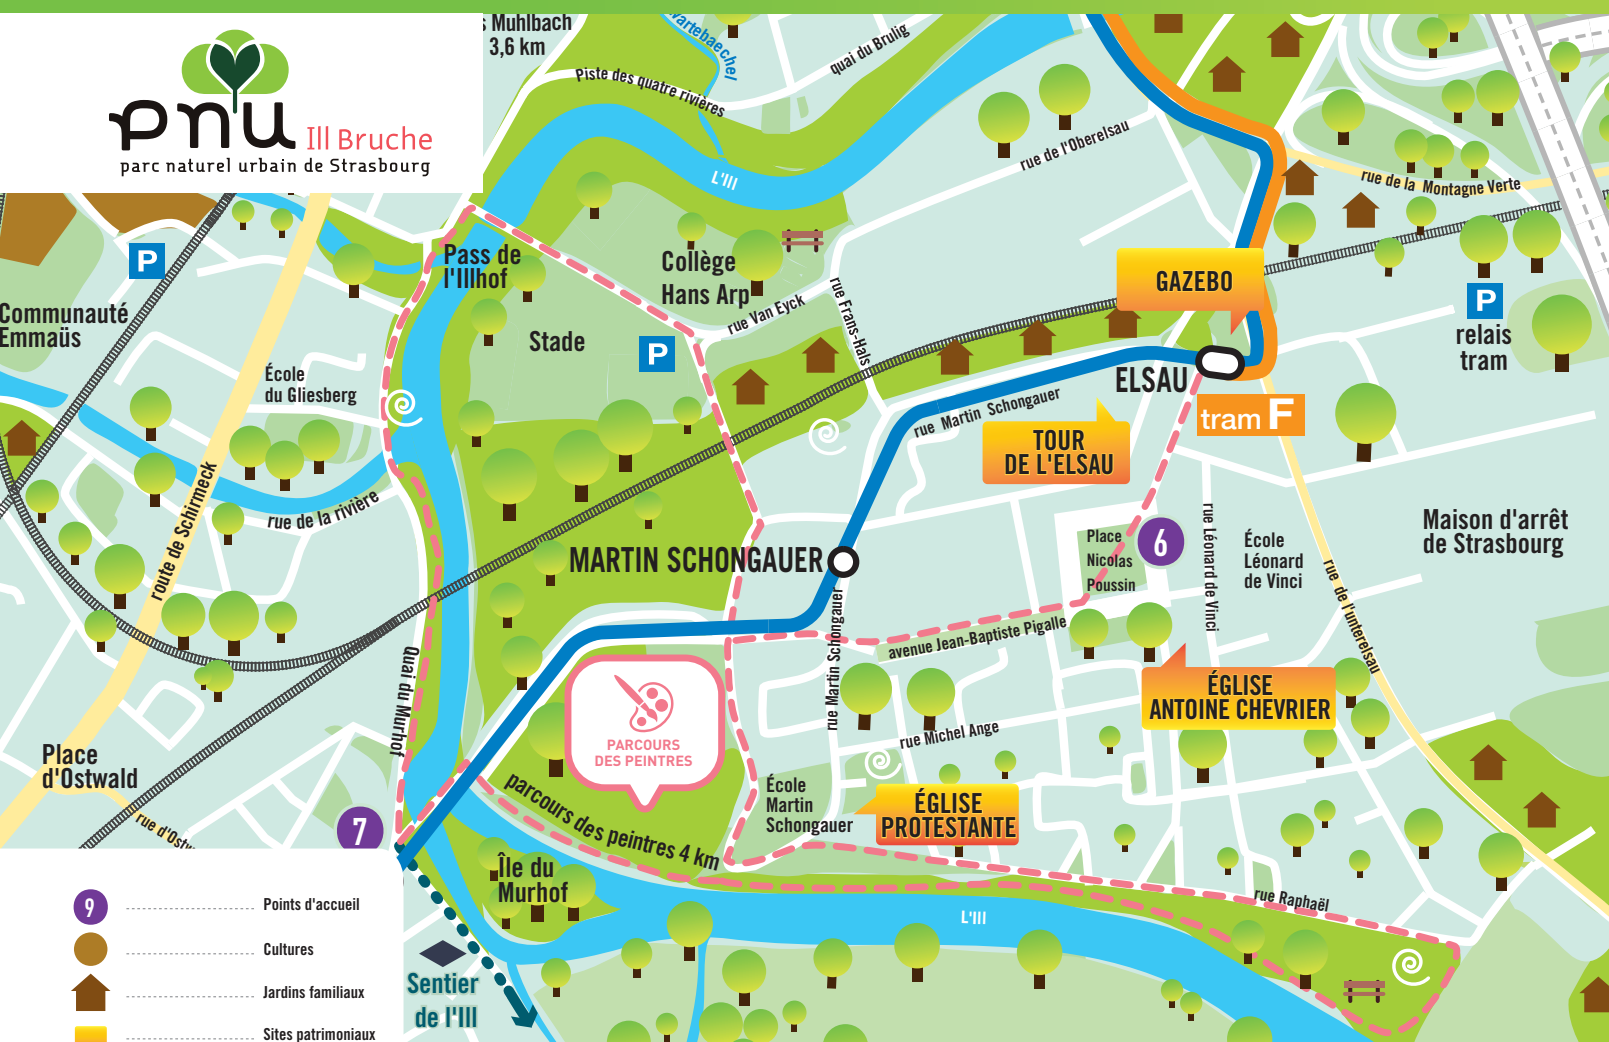 s Muhlbach
3,6 km
wartebaechel
quai du Brulig
Piste des quatre rivières
pnu Ill Bruche
parc naturel urbain de Strasbourg
L'Ill
rue de l'Oberelsau
rue de la Montagne Verte
P
Pass de
l'Illhof
Collège
Hans Arp
GAZEBO
Communauté
Emmaüs
Stade
P
rue Van Eyck
rue Frans-Hals
P
relais
tram
École
du Gliesberg
ELSAU
tram F
rue Martin Schongauer
TOUR
DE L'ELSAU
route de Schirmeck
rue de la rivière
MARTIN SCHONGAUER
Place
Nicolas
Poussin
6
rue Léonard de Vinci
École
Léonard
de Vinci
Maison d'arrêt
de Strasbourg
rue de l'unterelsau
rue Martin Schongauer
avenue Jean-Baptiste Pigalle
Quai du Murhof
ÉGLISE
ANTOINE CHEVRIER
PARCOURS
DES PEINTRES
rue Michel Ange
Place
d'Ostwald
rue d'Ostw
7
parcours des peintres 4 km
École
Martin
Schongauer
ÉGLISE
PROTESTANTE
Île du
Murhof
rue Raphaël
L'Ill
Sentier
de l'Ill
9 Points d'accueil
Cultures
Jardins familiaux
Sites patrimoniaux